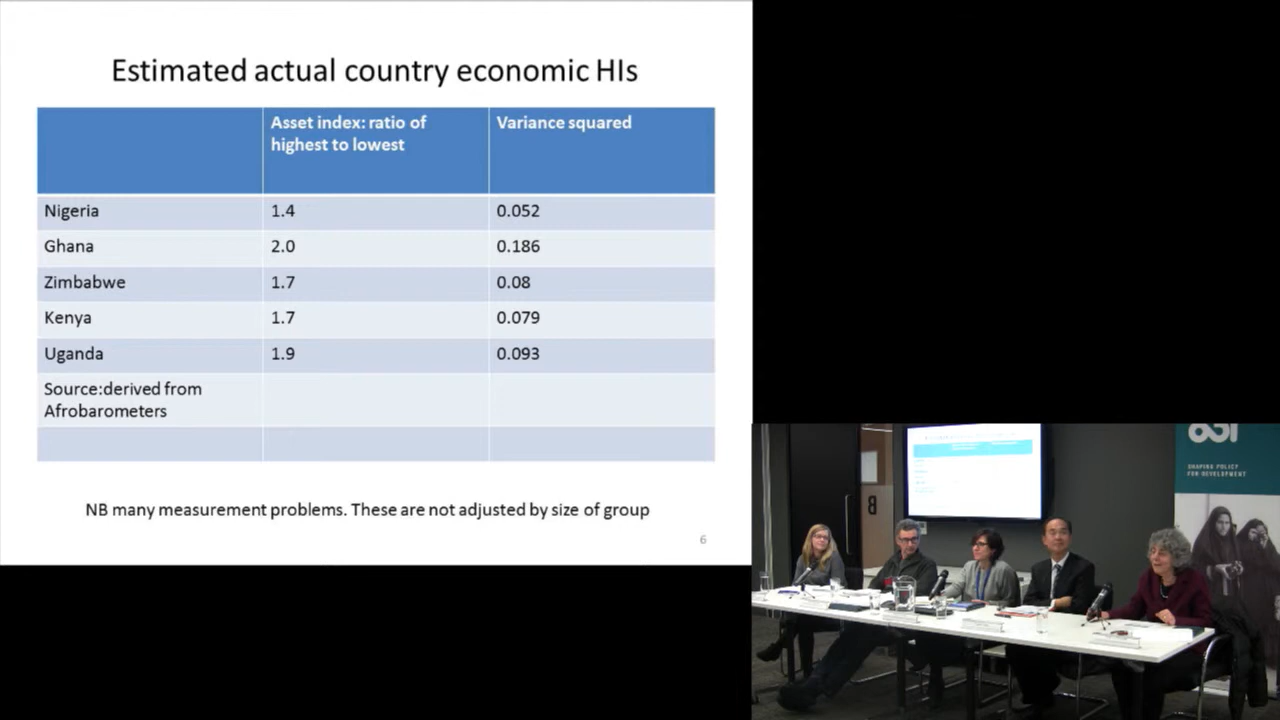 Estimated actual country economic HIs
Asset index: ratio of
highest to lowest
Variance squared
Nigeria
1.4
0.052
Ghana
2.0
0.186
Zimbabwe
1.7
0.08
Kenya
1.7
0.079
Uganda
1.9
0.093
Source:derived from
Afrobarometers
NB many measurement problems. These are not adjusted by size of group
6
SHAPING POLICY
FOR DEVELOPMENT